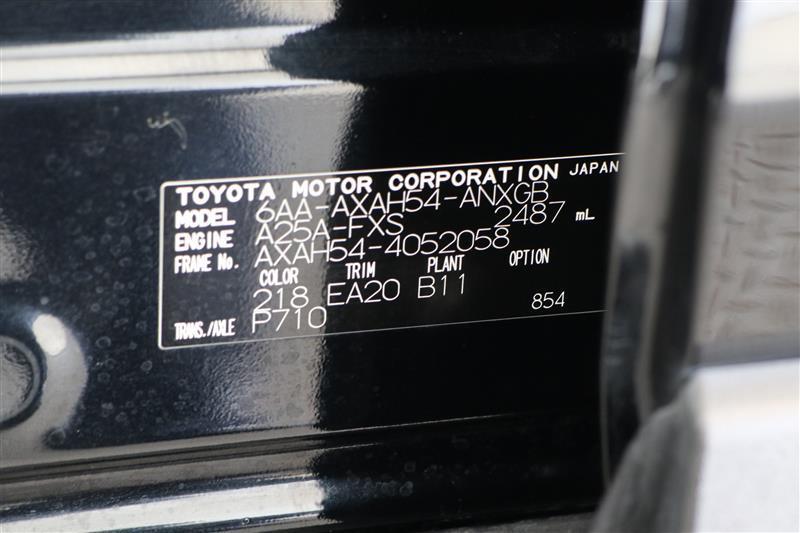 TOYOTA MOTOR CORPORATION JAPAN
MODEL 6AA-AXAH54-ANXGB
ENGINE A25A-FXS 2487 mL
FRAME No. AXAH54-4052058
COLOR TRIM PLANT OPTION
218 EA20 B11
TRANS./AXLE P710 854